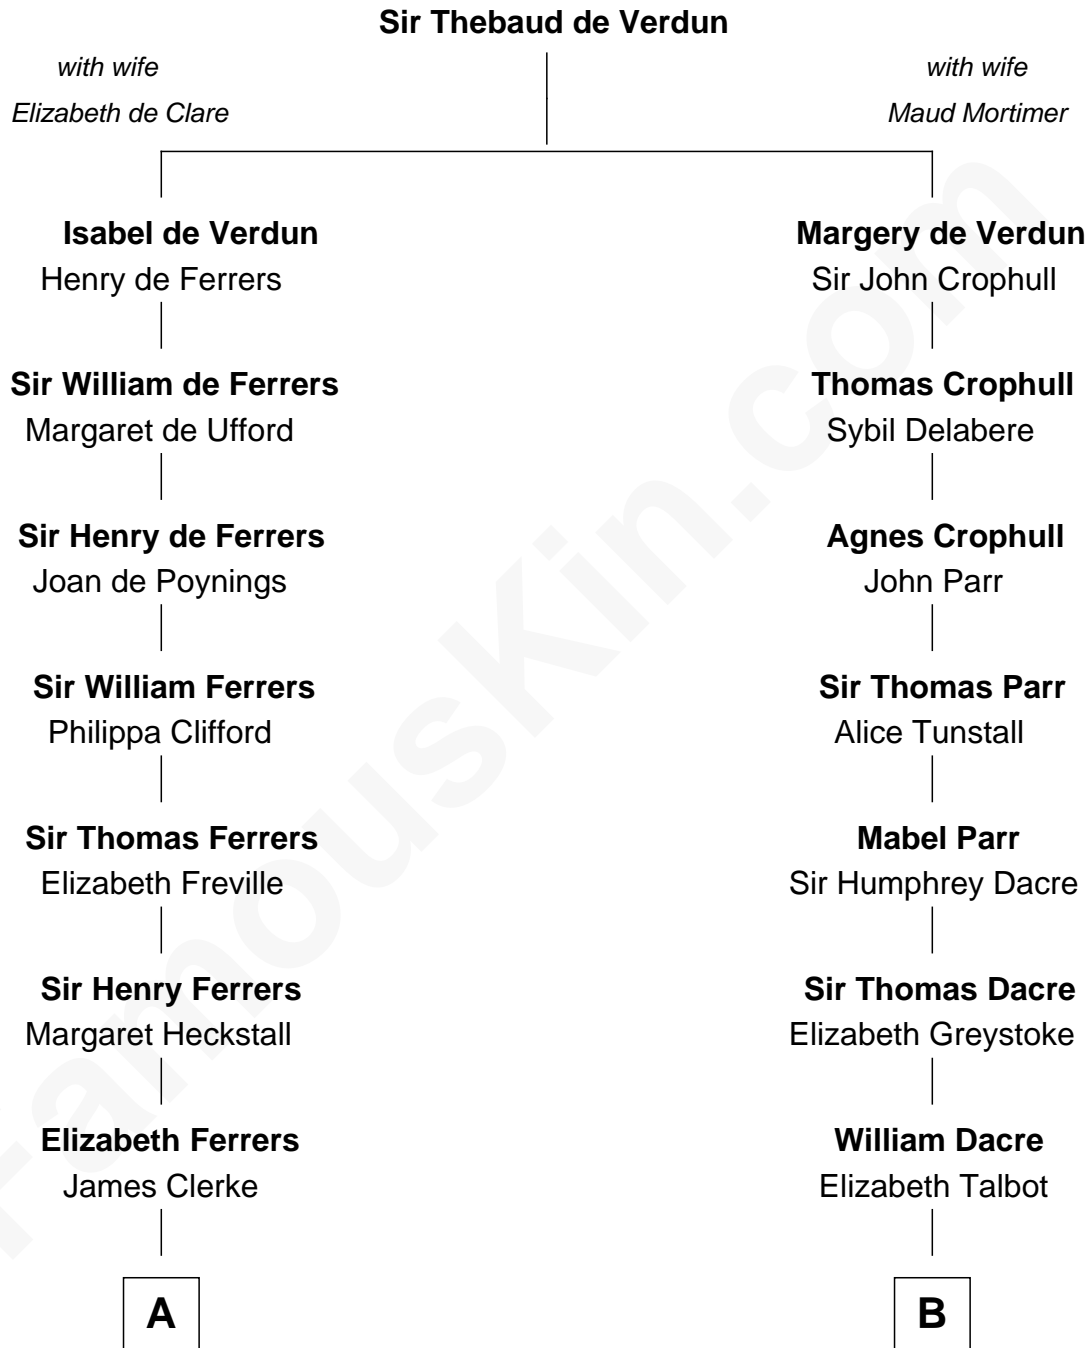 Sir Thebaud de Verdun
with wife
Elizabeth de Clare
with wife
Maud Mortimer
Isabel de Verdun
Henry de Ferrers
Margery de Verdun
Sir John Crophull
Sir William de Ferrers
Margaret de Ufford
Thomas Crophull
Sybil Delabere
Sir Henry de Ferrers
Joan de Poynings
Agnes Crophull
John Parr
Sir William Ferrers
Philippa Clifford
Sir Thomas Parr
Alice Tunstall
Sir Thomas Ferrers
Elizabeth Freville
Mabel Parr
Sir Humphrey Dacre
Sir Henry Ferrers
Margaret Heckstall
Sir Thomas Dacre
Elizabeth Greystoke
Elizabeth Ferrers
James Clerke
William Dacre
Elizabeth Talbot
A
B
FamousKin.com